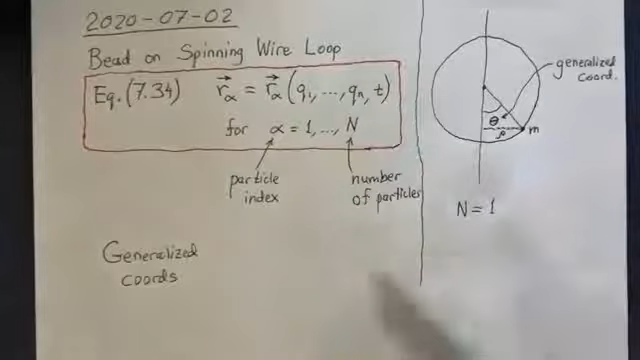 2020-07-02
Bead on Spinning Wire Loop
Eq. (7.34) r⃗α = r⃗α (q1, ..., qn, t)
for α = 1, ..., N
particle index
number of particles
Generalized coords
generalized coord.
θ
ρ
m
N = 1